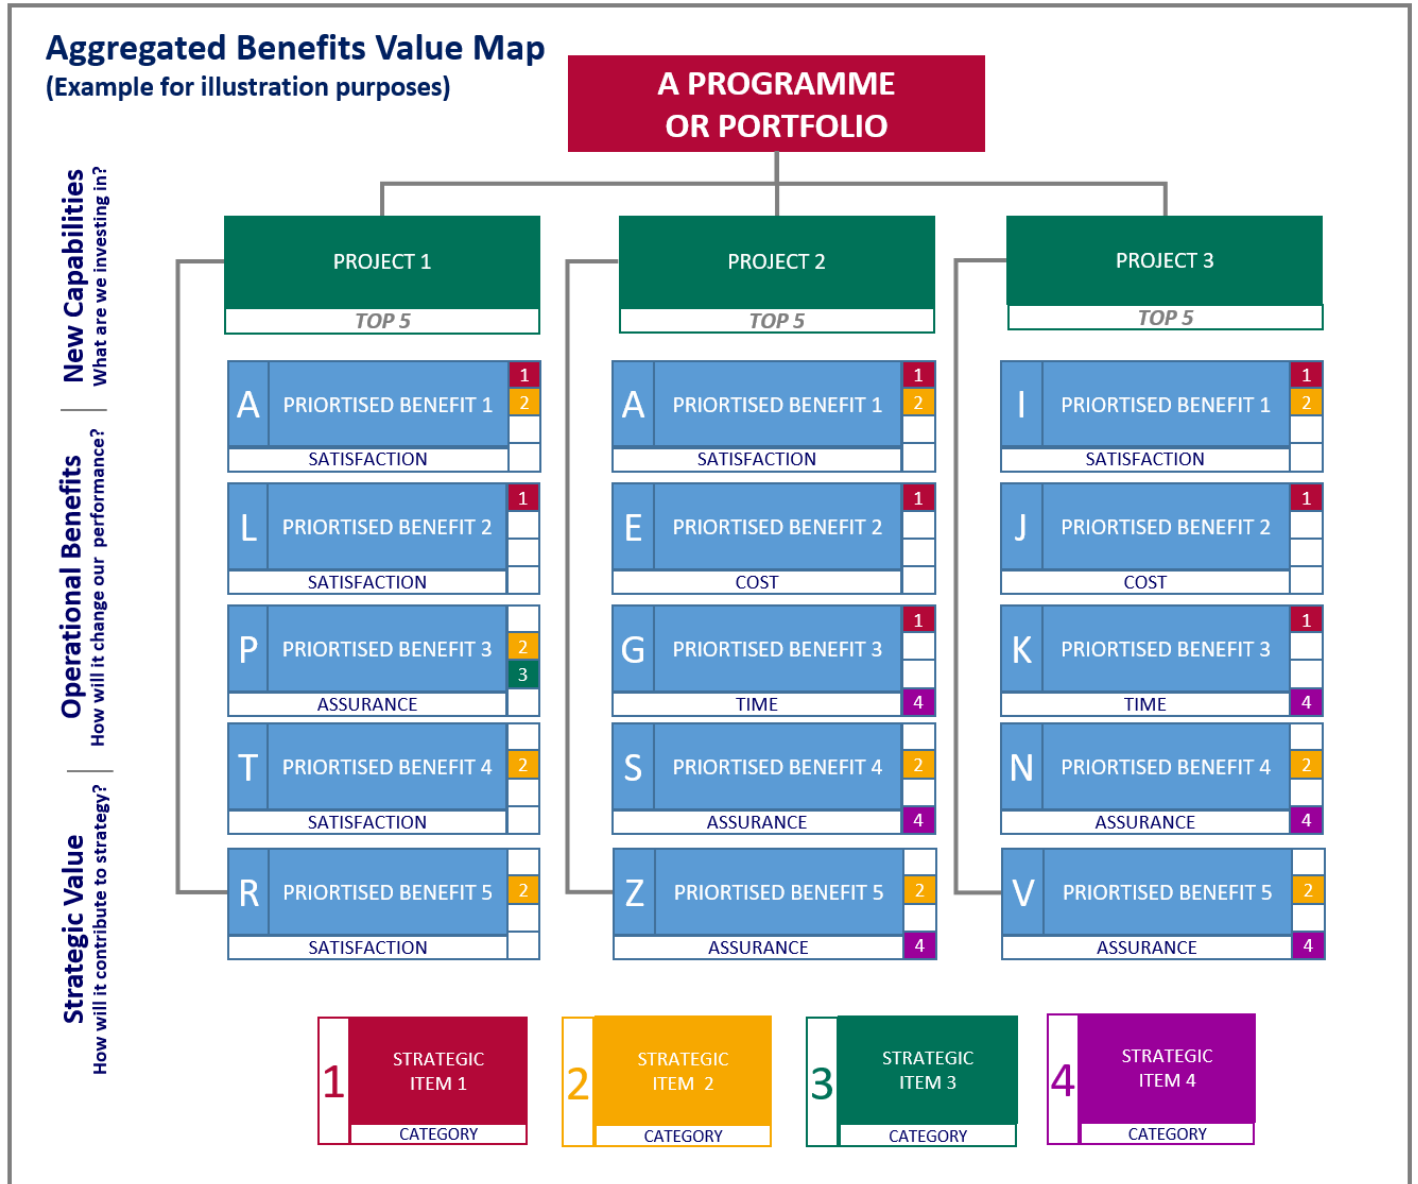 Aggregated Benefits Value Map
(Example for illustration purposes)
A PROGRAMME
OR PORTFOLIO
New Capabilities
What are we investing in?
Operational Benefits
How will it change our performance?
Strategic Value
How will it contribute to strategy?
PROJECT 1
TOP 5
A
PRIORTISED BENEFIT 1
1
2
SATISFACTION
L
PRIORTISED BENEFIT 2
1
SATISFACTION
P
PRIORTISED BENEFIT 3
2
3
ASSURANCE
T
PRIORTISED BENEFIT 4
2
SATISFACTION
R
PRIORTISED BENEFIT 5
2
SATISFACTION
PROJECT 2
TOP 5
A
PRIORTISED BENEFIT 1
1
2
SATISFACTION
E
PRIORTISED BENEFIT 2
1
COST
G
PRIORTISED BENEFIT 3
1
TIME
4
S
PRIORTISED BENEFIT 4
2
ASSURANCE
4
Z
PRIORTISED BENEFIT 5
2
ASSURANCE
4
PROJECT 3
TOP 5
I
PRIORTISED BENEFIT 1
1
2
SATISFACTION
J
PRIORTISED BENEFIT 2
1
COST
K
PRIORTISED BENEFIT 3
1
TIME
4
N
PRIORTISED BENEFIT 4
2
ASSURANCE
4
V
PRIORTISED BENEFIT 5
2
ASSURANCE
4
1
STRATEGIC
ITEM 1
CATEGORY
2
STRATEGIC
ITEM 2
CATEGORY
3
STRATEGIC
ITEM 3
CATEGORY
4
STRATEGIC
ITEM 4
CATEGORY